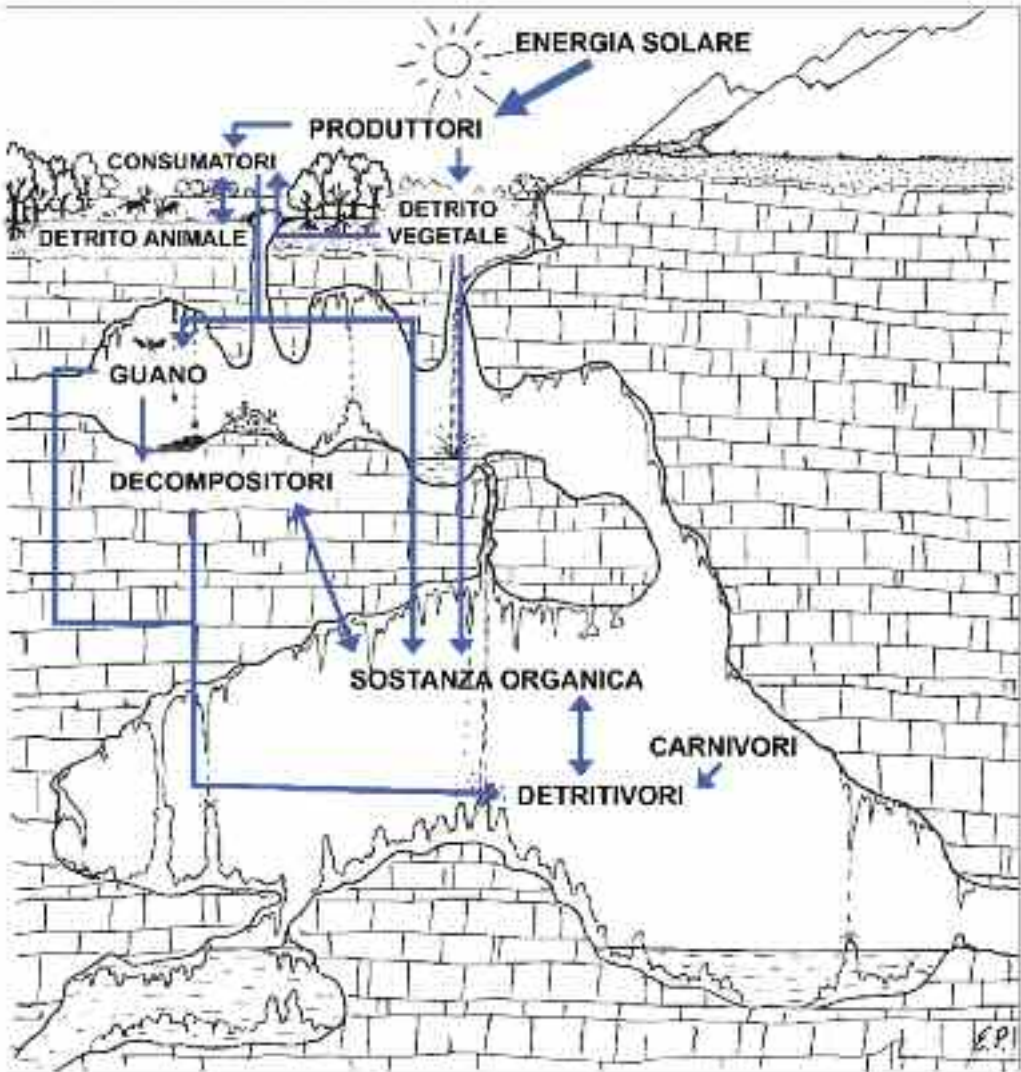 ENERGIA SOLARE
PRODUTTORI
CONSUMATORI
DETRITO
DETRITO ANIMALE
VEGETALE
GUANO
DECOMPOSITORI
SOSTANZA ORGANICA
CARNIVORI
DETRITIVORI
E.P.